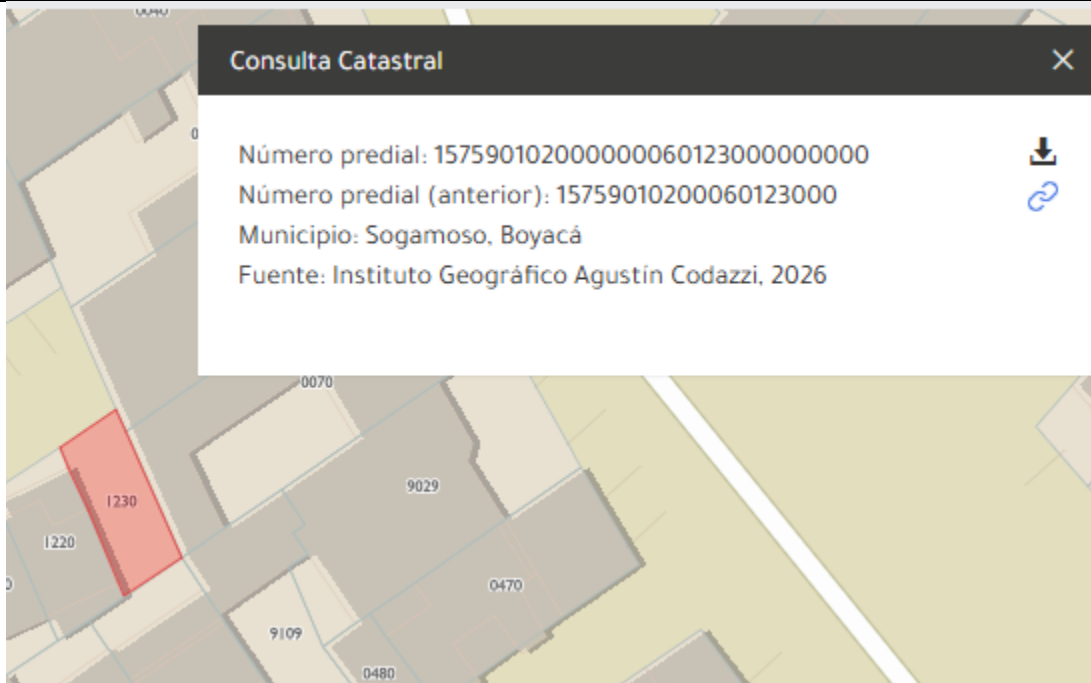 0040
Consulta Catastral
Número predial: 157590102000000060123000000000
Número predial (anterior): 15759010200060123000
Municipio: Sogamoso, Boyacá
Fuente: Instituto Geográfico Agustín Codazzi, 2026
0070
9029
1230
1220
0470
9109
0480